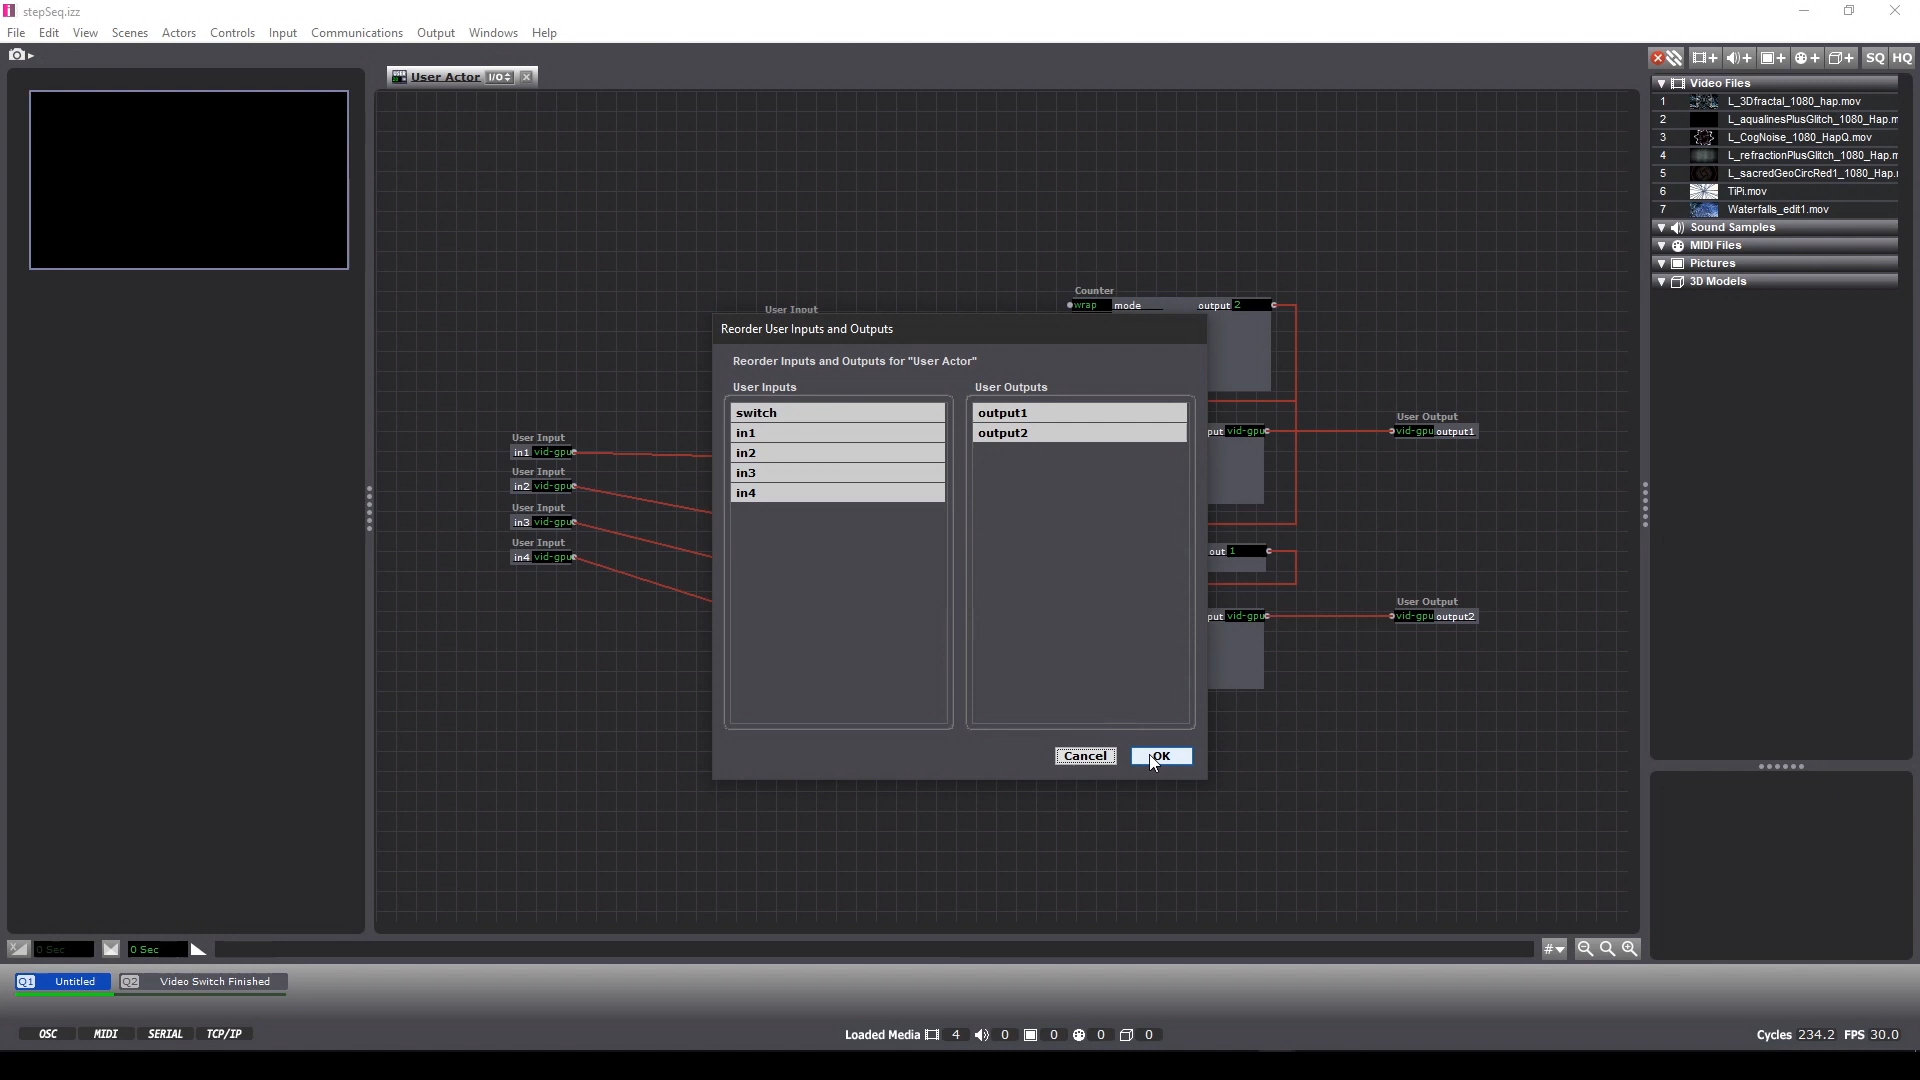 stepSeq.izz
File Edit View Scenes Actors Controls Input Communications Output Windows Help
User Actor I/O
SQ HQ
Video Files
1 L_3Dfractal_1080_hap.mov
2 L_aqualinesPlusGlitch_1080_Hap.m
3 L_CogNoise_1080_HapQ.mov
4 L_refractionPlusGlitch_1080_Hap.m
5 L_sacredGeoCircRed1_1080_Hap.
6 TiPi.mov
7 Waterfalls_edit1.mov
Sound Samples
MIDI Files
Pictures
3D Models
Counter
wrap mode output 2
User Input
Reorder User Inputs and Outputs
Reorder Inputs and Outputs for "User Actor"
User Inputs
switch
in1
in2
in3
in4
User Outputs
output1
output2
Cancel OK
User Input
in1 vid-gpu
User Input
in2 vid-gpu
User Input
in3 vid-gpu
User Input
in4 vid-gpu
put vid-gpu
out 1
put vid-gpu
User Output
vid-gpu output1
User Output
vid-gpu output2
0 Sec 0 Sec
#
Q1 Untitled Q2 Video Switch Finished
OSC MIDI SERIAL TCP/IP
Loaded Media 4 0 0 0 0
Cycles 234.2 FPS 30.0